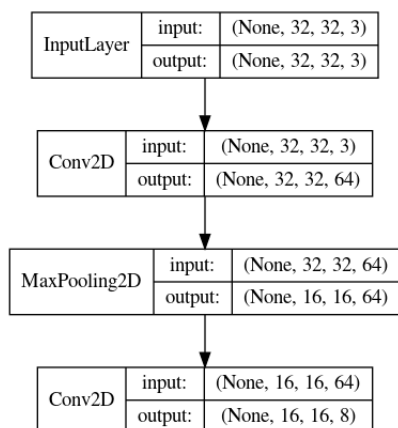 InputLayer
input: (None, 32, 32, 3)
output: (None, 32, 32, 3)
Conv2D
input: (None, 32, 32, 3)
output: (None, 32, 32, 64)
MaxPooling2D
input: (None, 32, 32, 64)
output: (None, 16, 16, 64)
Conv2D
input: (None, 16, 16, 64)
output: (None, 16, 16, 8)